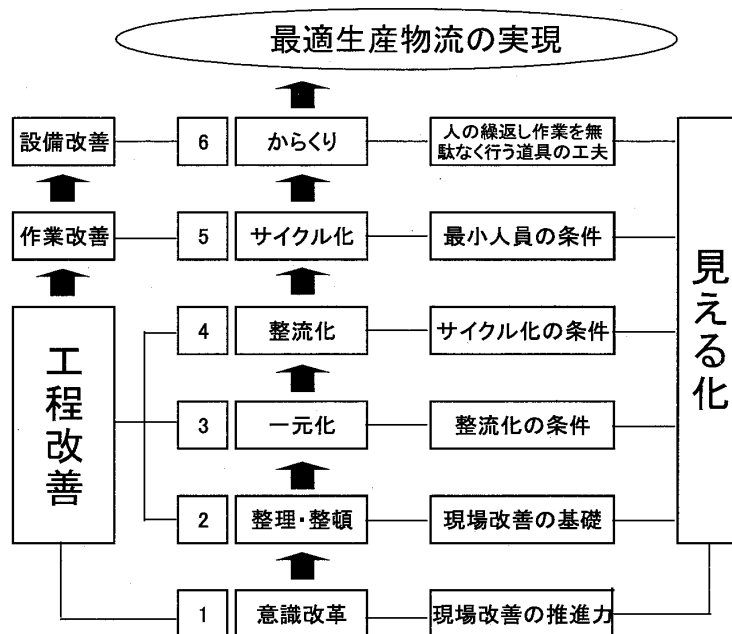 最適生産物流の実現
設備改善
6
からくり
人の繰返し作業を無
駄なく行う道具の工夫
作業改善
5
サイクル化
最小人員の条件
見える化
工程改善
4
整流化
サイクル化の条件
3
一元化
整流化の条件
2
整理・整頓
現場改善の基礎
1
意識改革
現場改善の推進力